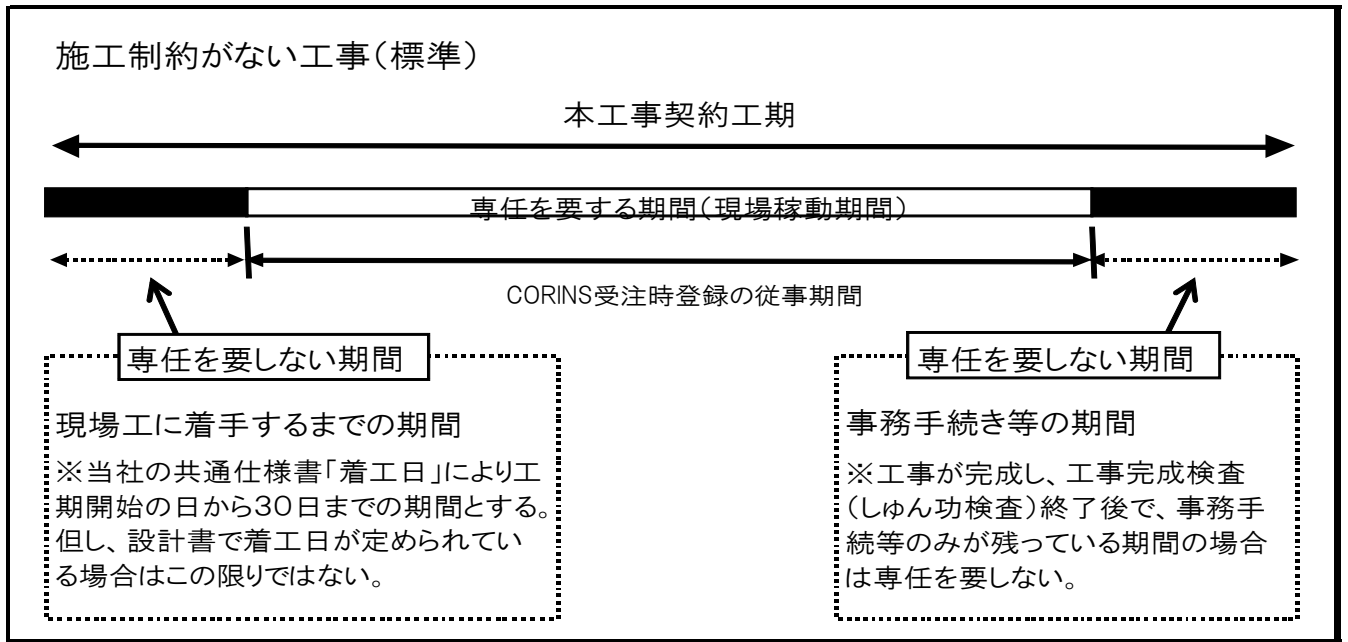 施工制約がない工事(標準)
本工事契約工期
専任を要する期間(現場稼動期間)
CORINS受注時登録の従事期間
専任を要しない期間
現場工に着手するまでの期間
※当社の共通仕様書「着工日」により工
期開始の日から30日までの期間とする。
但し、設計書で着工日が定められてい
る場合はこの限りではない。
専任を要しない期間
事務手続き等の期間
※工事が完成し、工事完成検査
(しゅん功検査)終了後で、事務手
続等のみが残っている期間の場合
は専任を要しない。